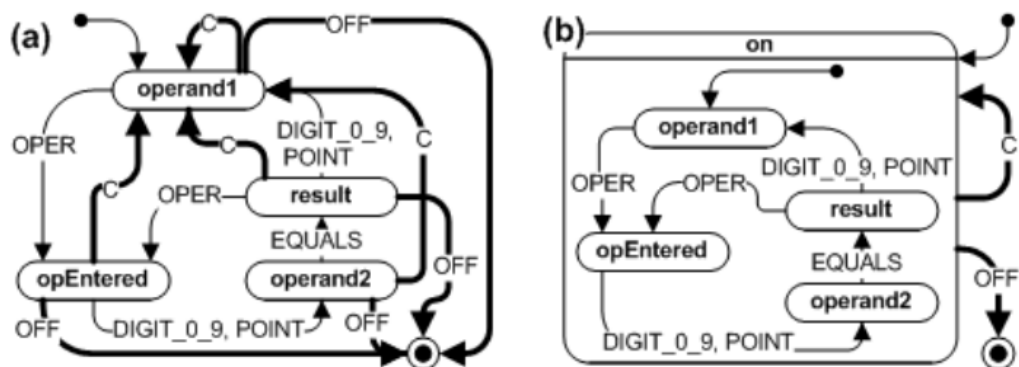 (a)
C
OFF
operand1
OPER
DIGIT_0_9,
POINT
C
C
C
OPER
result
EQUALS
opEntered
operand2
OFF
OFF
DIGIT_0_9, POINT
OFF
(b)
on
operand1
C
OPER
DIGIT_0_9, POINT
OPER
result
opEntered
EQUALS
OFF
operand2
DIGIT_0_9, POINT